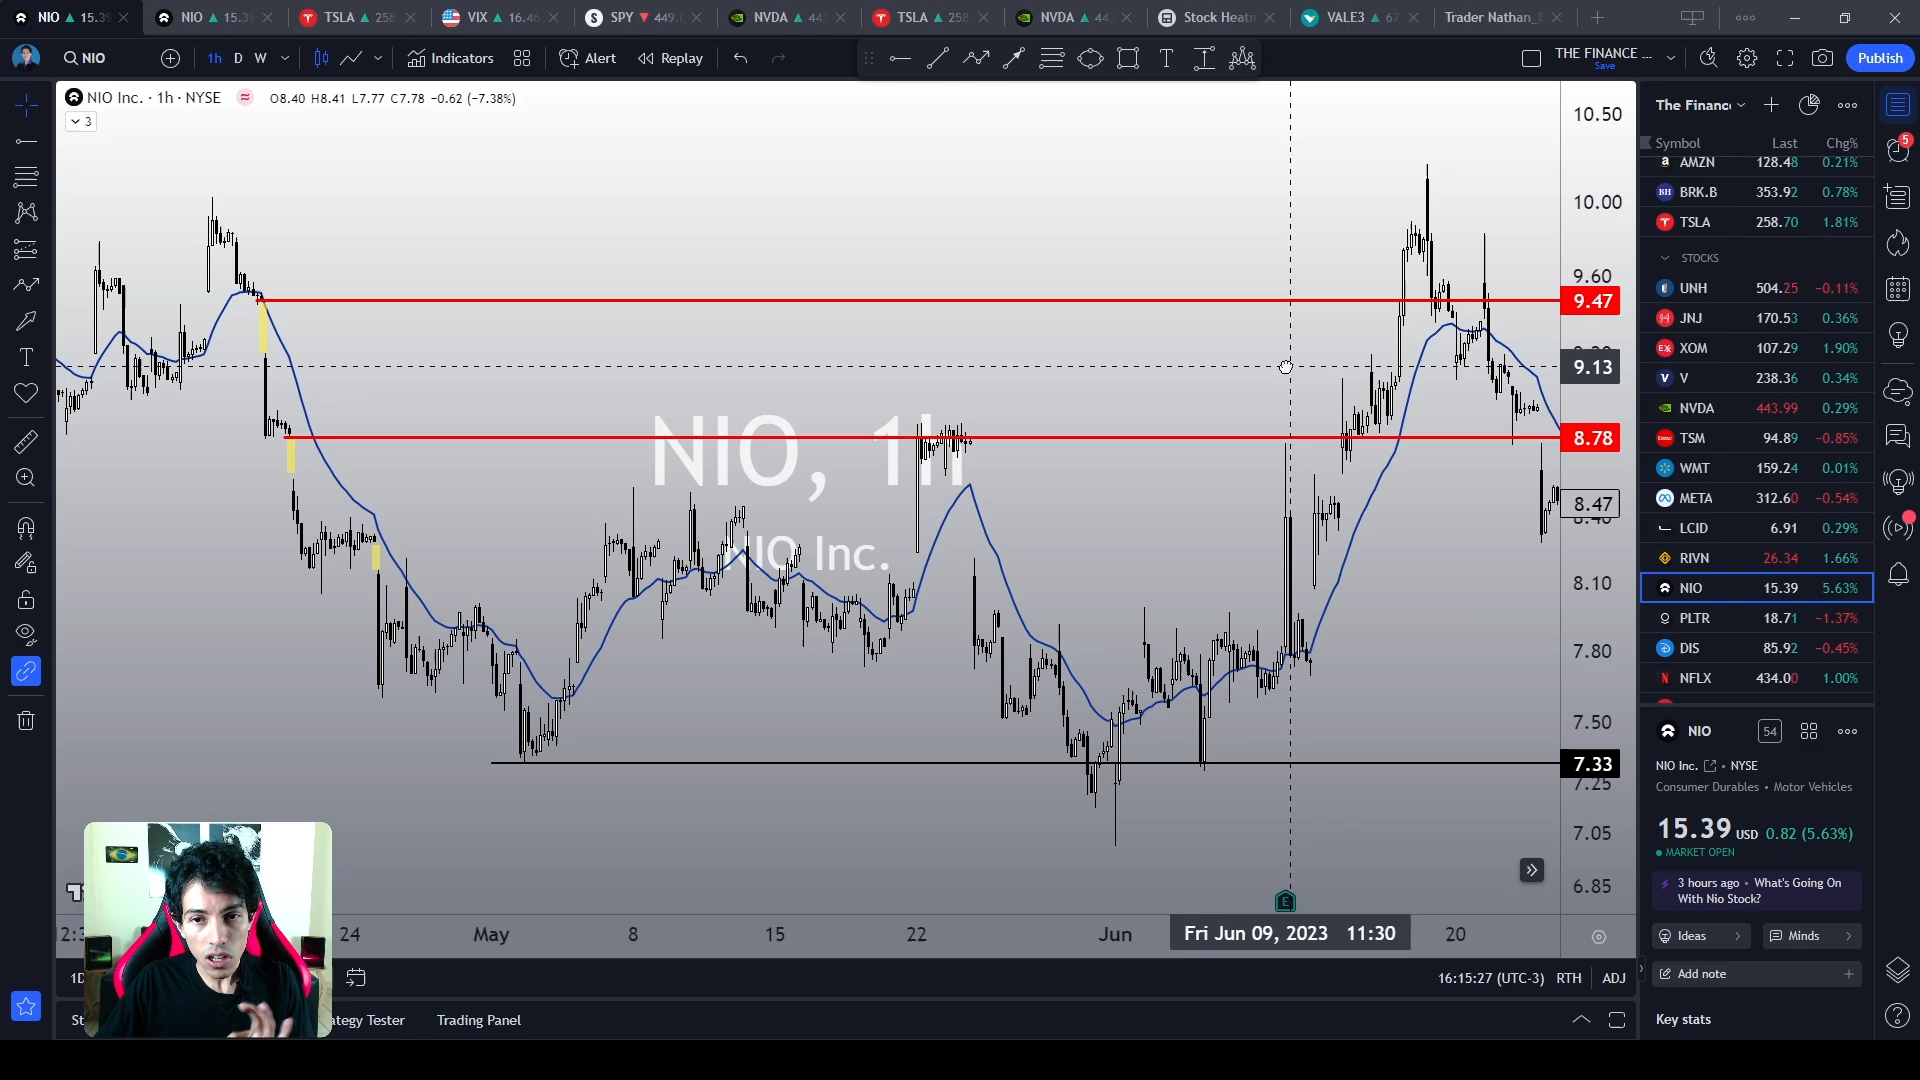 NIO ▲ 15.39
NIO ▲ 15.39
TSLA ▲ 258
VIX ▲ 16.46
SPY ▼ 449.
NVDA ▲ 44
TSLA ▲ 258
NVDA ▲ 44
Stock Heatm
VALE3 ▲ 67
Trader Nathan_
NIO
1h D W
Indicators
Alert
Replay
THE FINANCE ...
Save
Publish
NIO Inc. · 1h · NYSE
O8.40 H8.41 L7.77 C7.78 −0.62 (−7.38%)
3
NIO, 1h
NIO Inc.
10.50
10.00
9.60
9.47
9.13
8.78
8.47
8.40
8.10
7.80
7.50
7.33
7.25
7.05
6.85
E
24
May
8
15
22
Jun
Fri Jun 09, 2023 11:30
20
16:15:27 (UTC-3) RTH ADJ
ategy Tester
Trading Panel
The Financ
Symbol Last Chg%
AMZN 128.48 0.21%
BRK.B 353.92 0.78%
TSLA 258.70 1.81%
STOCKS
UNH 504.25 −0.11%
JNJ 170.53 0.36%
XOM 107.29 1.90%
V 238.36 0.34%
NVDA 443.99 0.29%
TSM 94.89 −0.85%
WMT 159.24 0.01%
META 312.60 −0.54%
LCID 6.91 0.29%
RIVN 26.34 1.66%
NIO 15.39 5.63%
PLTR 18.71 −1.37%
DIS 85.92 −0.45%
NFLX 434.00 1.00%
NIO
54
NIO Inc. • NYSE
Consumer Durables • Motor Vehicles
15.39 USD 0.82 (5.63%)
MARKET OPEN
3 hours ago • What's Going On
With Nio Stock?
Ideas
Minds
Add note
Key stats
5